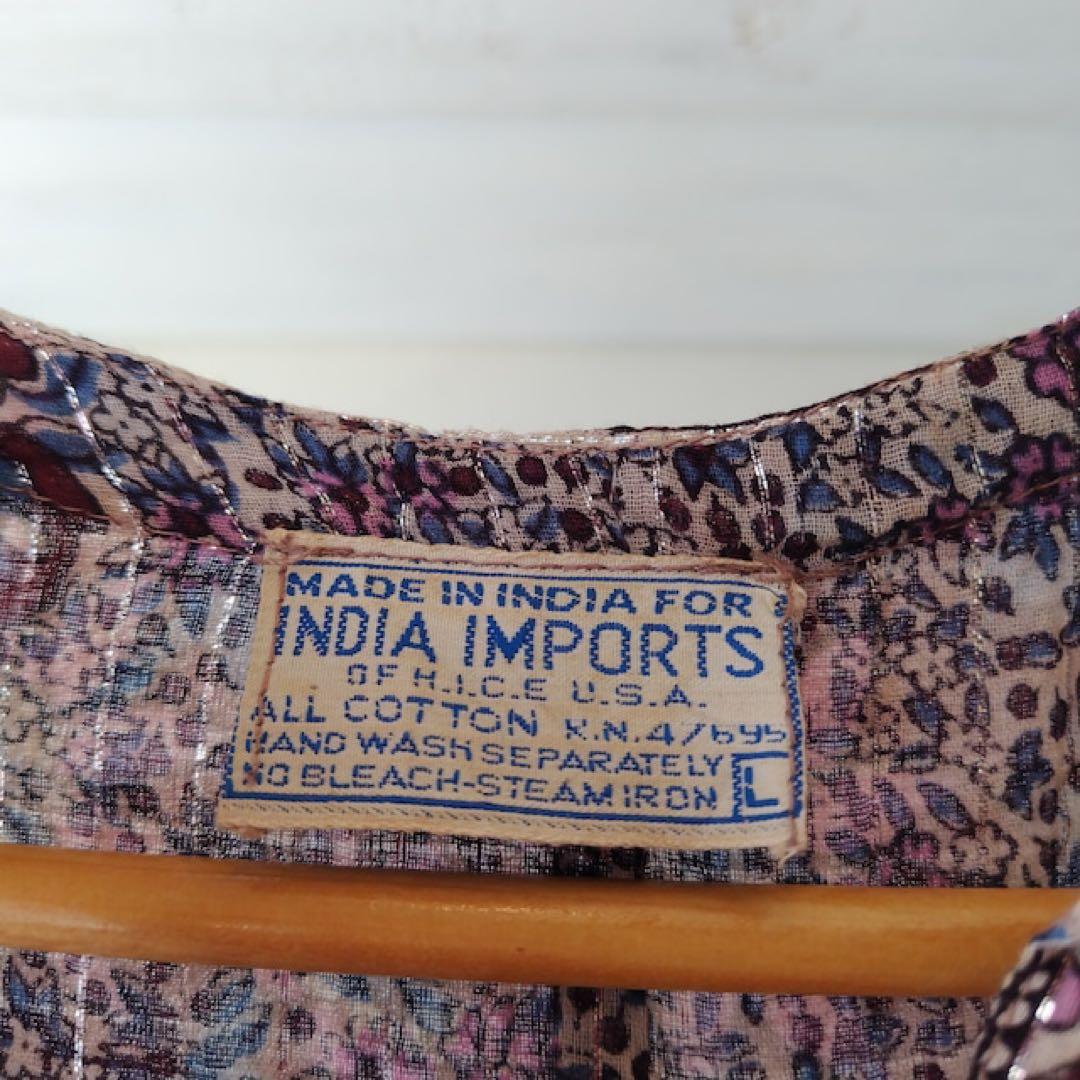 MADE IN INDIA FOR
INDIA IMPORTS
OF H.I.C.E U.S.A.
ALL COTTON R.N.47695
HAND WASH SEPARATELY
NO BLEACH-STEAM IRON
L